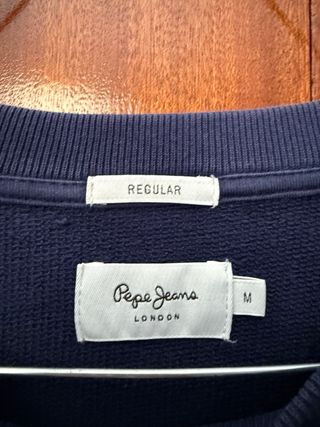 REGULAR
Pepe Jeans
LONDON
M